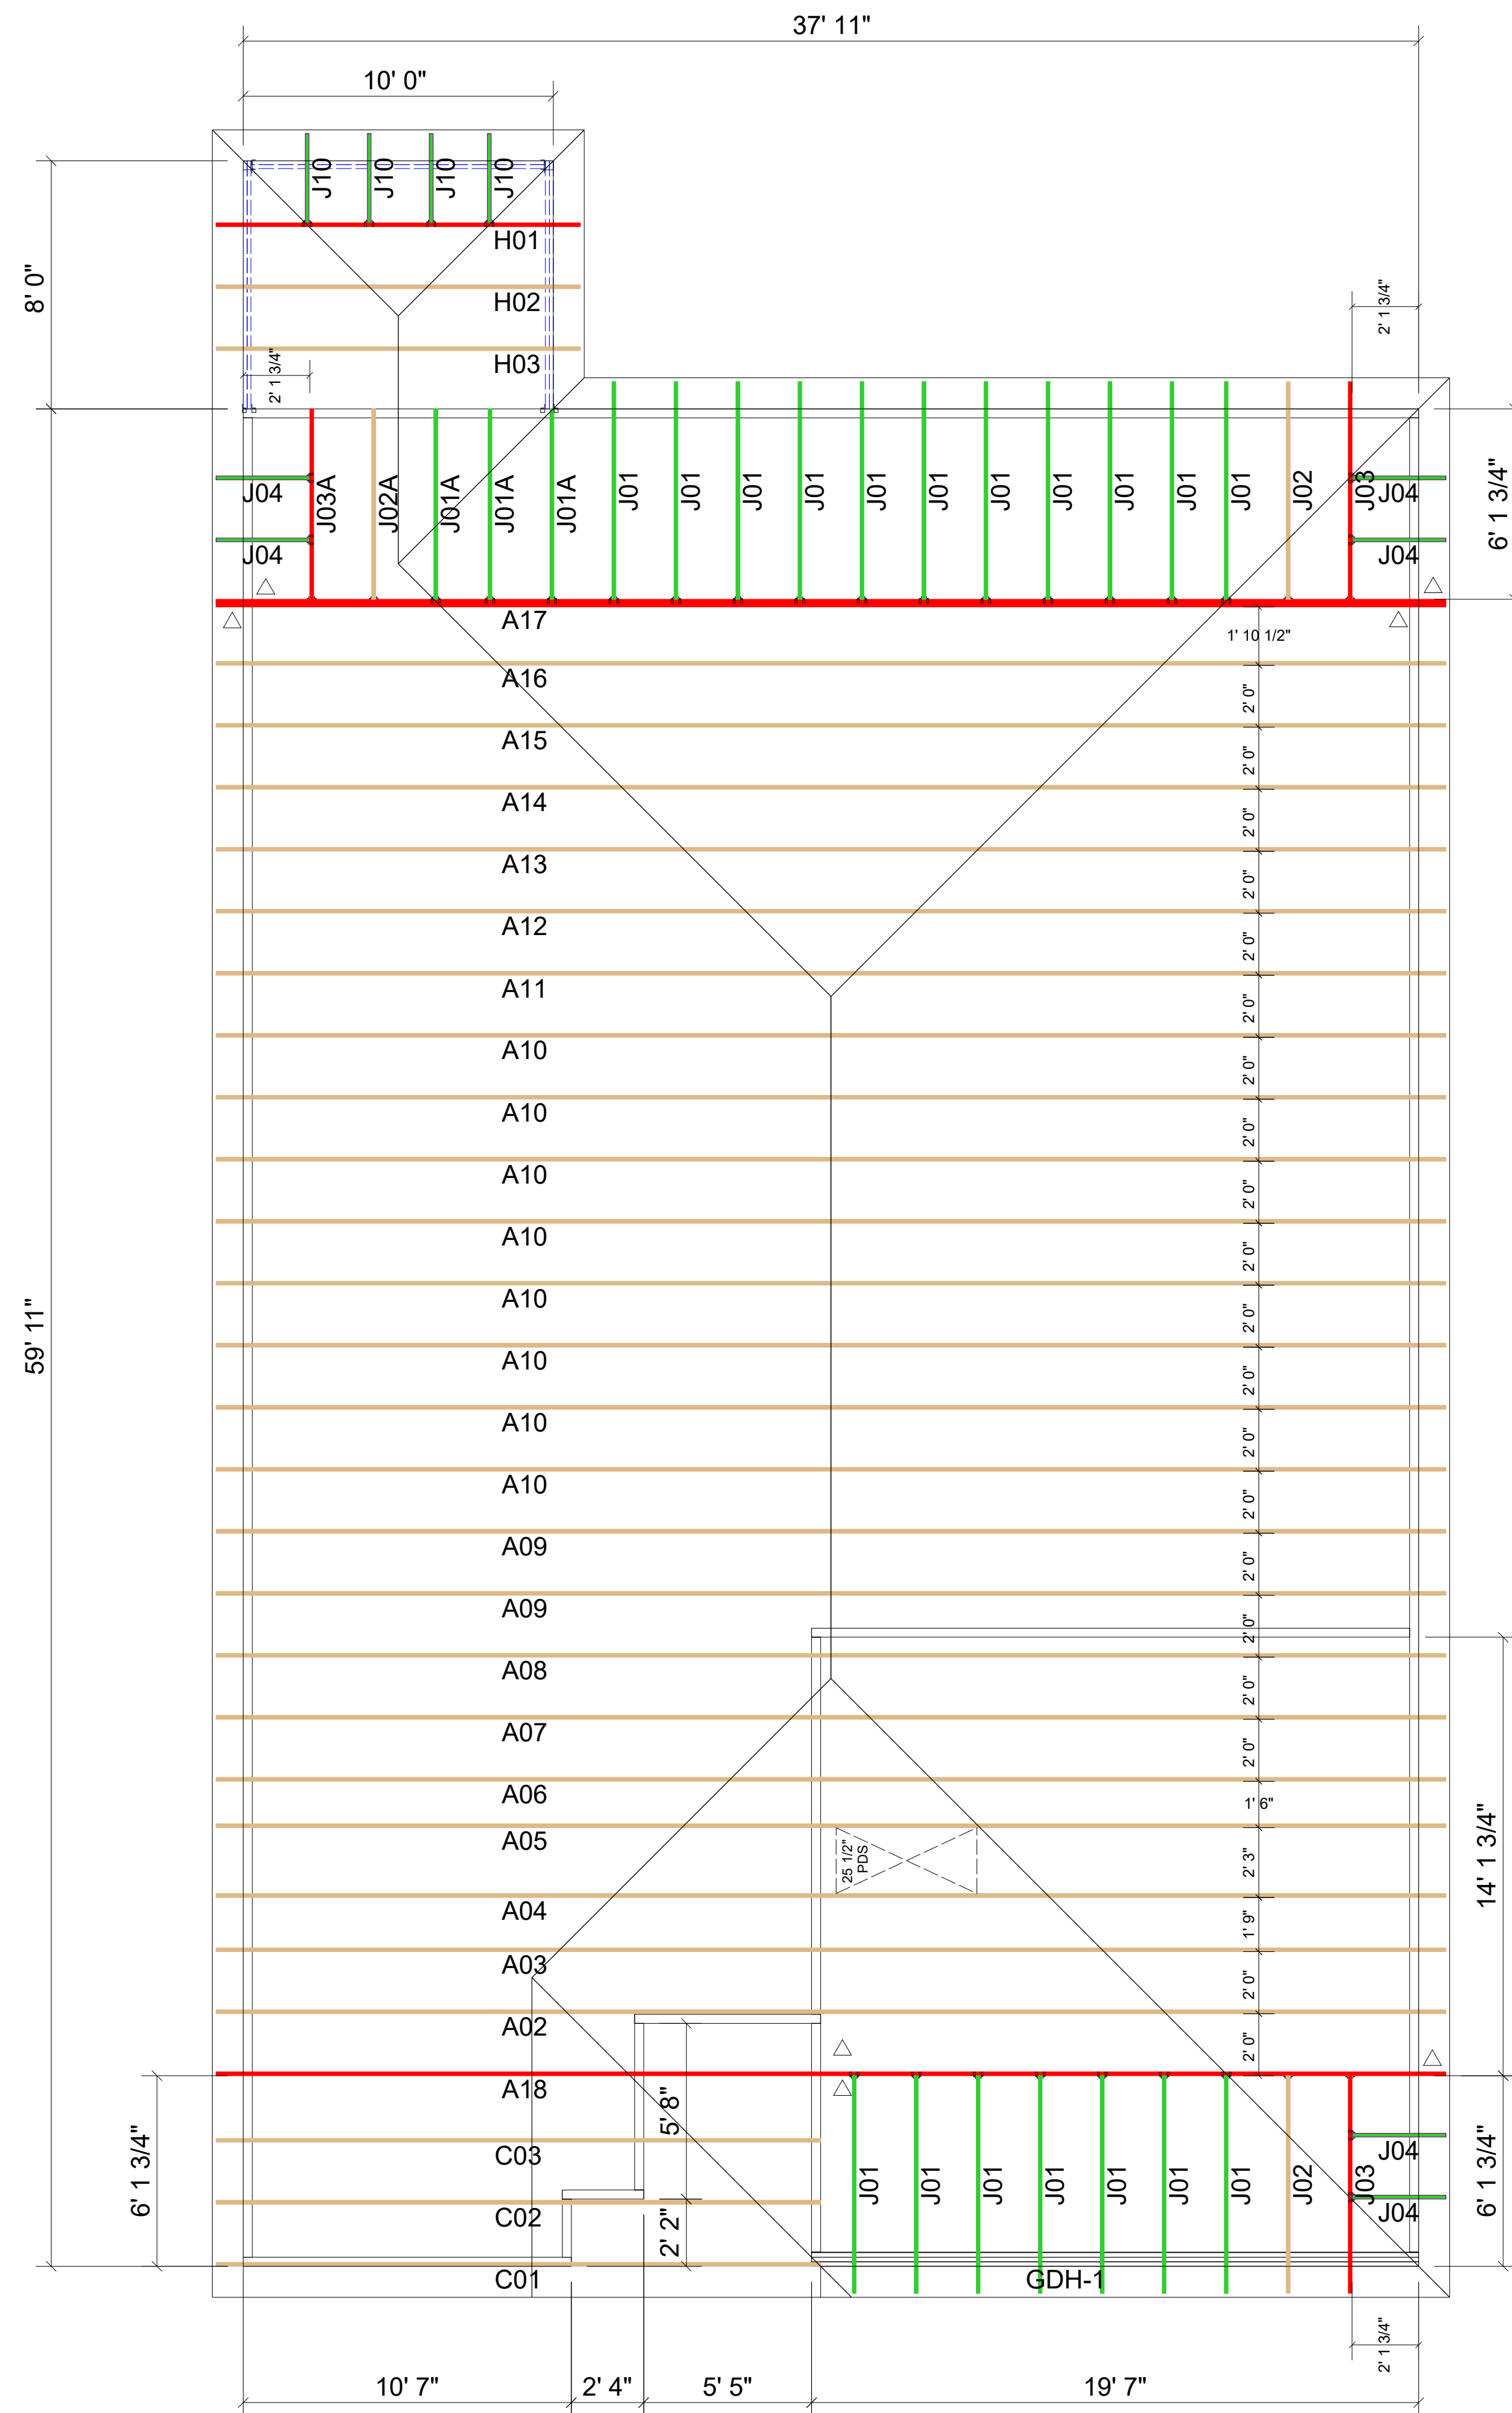 37' 11"
10' 0"
J10
J10
J10
J10
H01
8' 0"
H02
2' 1 3/4"
H03
2' 1 3/4"
J04
J03A
J02A
J01A
J01A
J01A
J01
J01
J01
J01
J01
J01
J01
J01
J01
J01
J01
J02
J03
J04
6' 1 3/4"
J04
J04
A17
1' 10 1/2"
A16
2' 0"
A15
2' 0"
A14
2' 0"
A13
2' 0"
A12
2' 0"
A11
2' 0"
A10
2' 0"
A10
2' 0"
A10
2' 0"
A10
2' 0"
A10
2' 0"
59' 11"
A10
2' 0"
A10
2' 0"
A10
2' 0"
A09
2' 0"
A09
2' 0"
A08
2' 0"
A07
2' 0"
A06
1' 6"
A05
25 1/2"
PDS
2' 3"
14' 1 3/4"
A04
1' 9"
A03
2' 0"
A02
2' 0"
A18
5' 8"
6' 1 3/4"
C03
J01
J01
J01
J01
J01
J01
J01
J02
J03
J04
6' 1 3/4"
C02
2' 2"
J04
C01
GDH-1
2' 1 3/4"
10' 7"
2' 4"
5' 5"
19' 7"